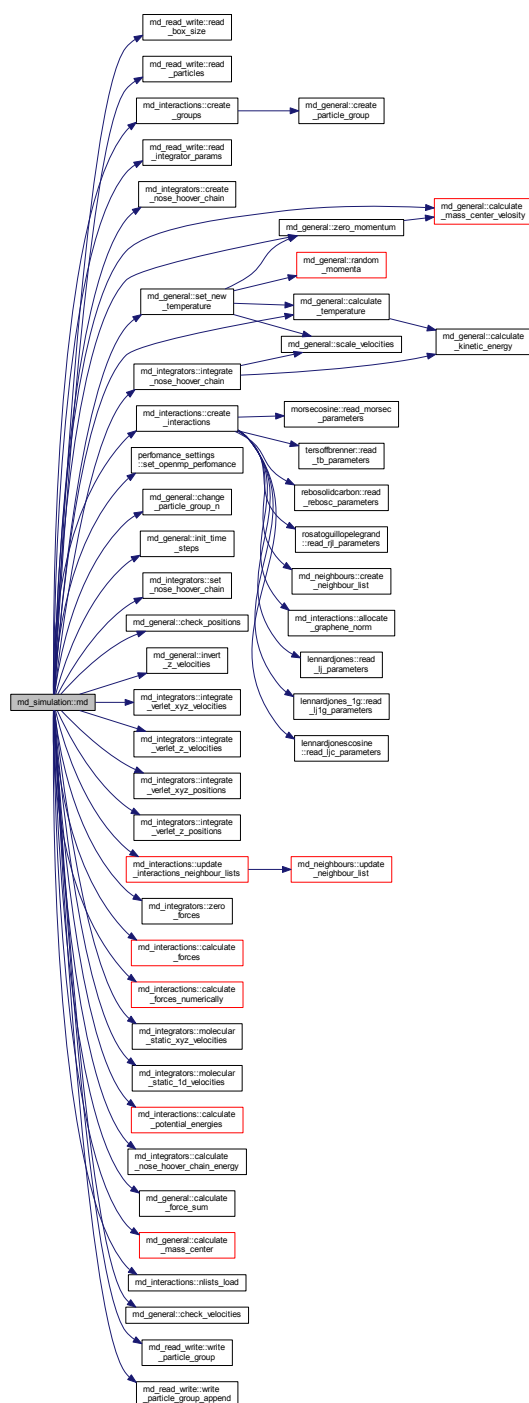 md_read_write::read
_box_size
md_read_write::read
_particles
md_interactions::create
_groups
md_general::create
_particle_group
md_read_write::read
_integrator_params
md_integrators::create
_nose_hoover_chain
md_general::calculate
_mass_center_velosity
md_general::zero_momentum
md_general::random
_momenta
md_general::set_new
_temperature
md_general::calculate
_temperature
md_general::calculate
_kinetic_energy
md_general::scale_velocities
md_integrators::integrate
_nose_hoover_chain
md_interactions::create
_interactions
morsecosine::read_morsec
_parameters
tersoffbrenner::read
_tb_parameters
perfomance_settings
::set_openmp_perfomance
rebosolidcarbon::read
_rebosc_parameters
md_general::change
_particle_group_n
rosatoguillopelegrand
::read_rjl_parameters
md_general::init_time
_steps
md_neighbours::create
_neighbour_list
md_integrators::set
_nose_hoover_chain
md_interactions::allocate
_graphene_norm
md_general::check_positions
md_general::invert
_z_velocities
lennardjones::read
_lj_parameters
md_simulation::md
md_integrators::integrate
_verlet_xyz_velocities
lennardjones_1g::read
_lj1g_parameters
md_integrators::integrate
_verlet_z_velocities
lennardjonescosine
::read_ljc_parameters
md_integrators::integrate
_verlet_xyz_positions
md_integrators::integrate
_verlet_z_positions
md_interactions::update
_interactions_neighbour_lists
md_neighbours::update
_neighbour_list
md_integrators::zero
_forces
md_interactions::calculate
_forces
md_interactions::calculate
_forces_numerically
md_integrators::molecular
_static_xyz_velocities
md_integrators::molecular
_static_1d_velocities
md_interactions::calculate
_potential_energies
md_integrators::calculate
_nose_hoover_chain_energy
md_general::calculate
_force_sum
md_general::calculate
_mass_center
md_interactions::nlists_load
md_general::check_velocities
md_read_write::write
_particle_group
md_read_write::write
_particle_group_append